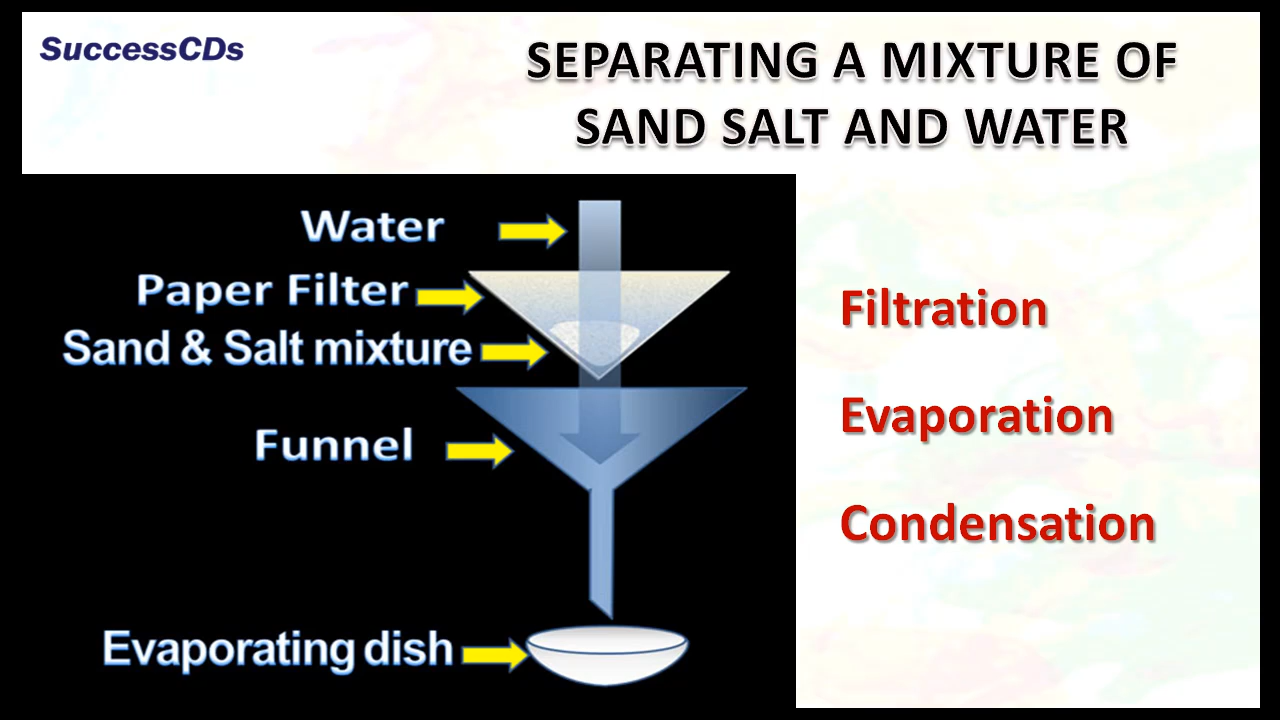 SuccessCDs
SEPARATING A MIXTURE OF
SAND SALT AND WATER
Water
Paper Filter
Sand & Salt mixture
Funnel
Evaporating dish
Filtration
Evaporation
Condensation